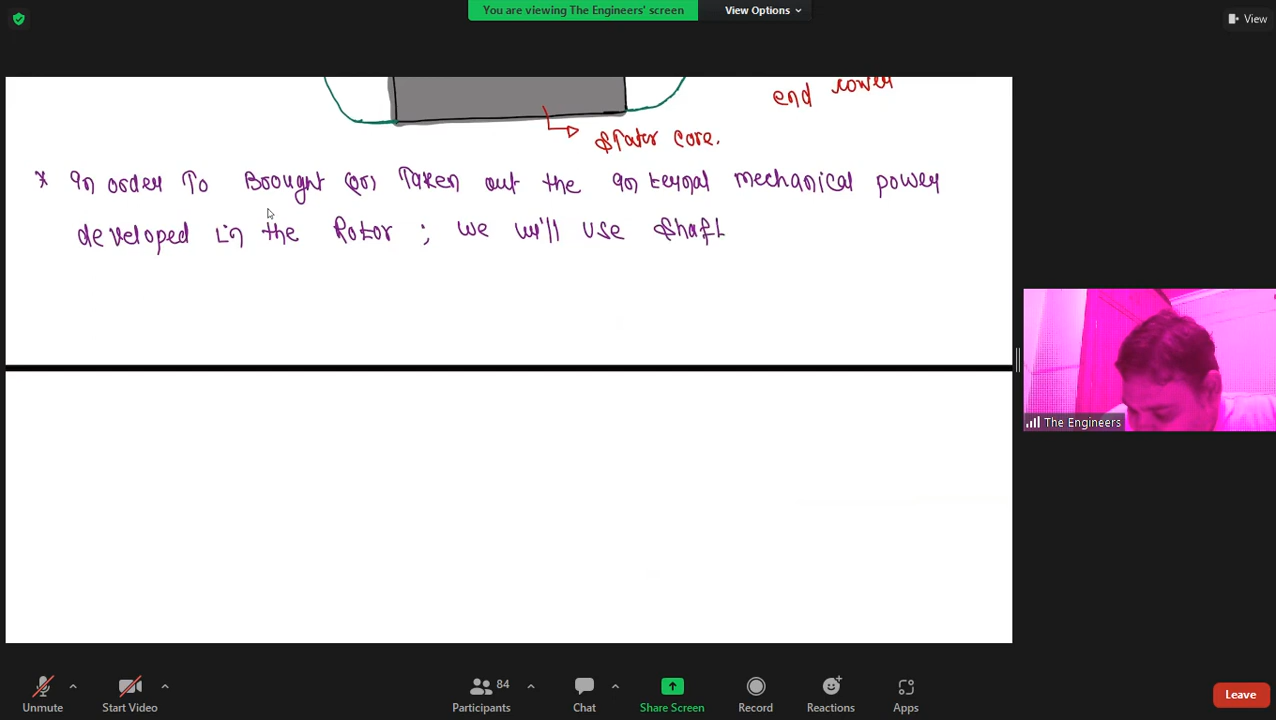 You are viewing The Engineers' screen
View Options
View
end cover
Stator core.
* In order To Brought (or) Taken out the Internal mechanical power
developed in the Rotor ; we will use shaft
The Engineers
Unmute
Start Video
84
Participants
Chat
Share Screen
Record
Reactions
Apps
Leave